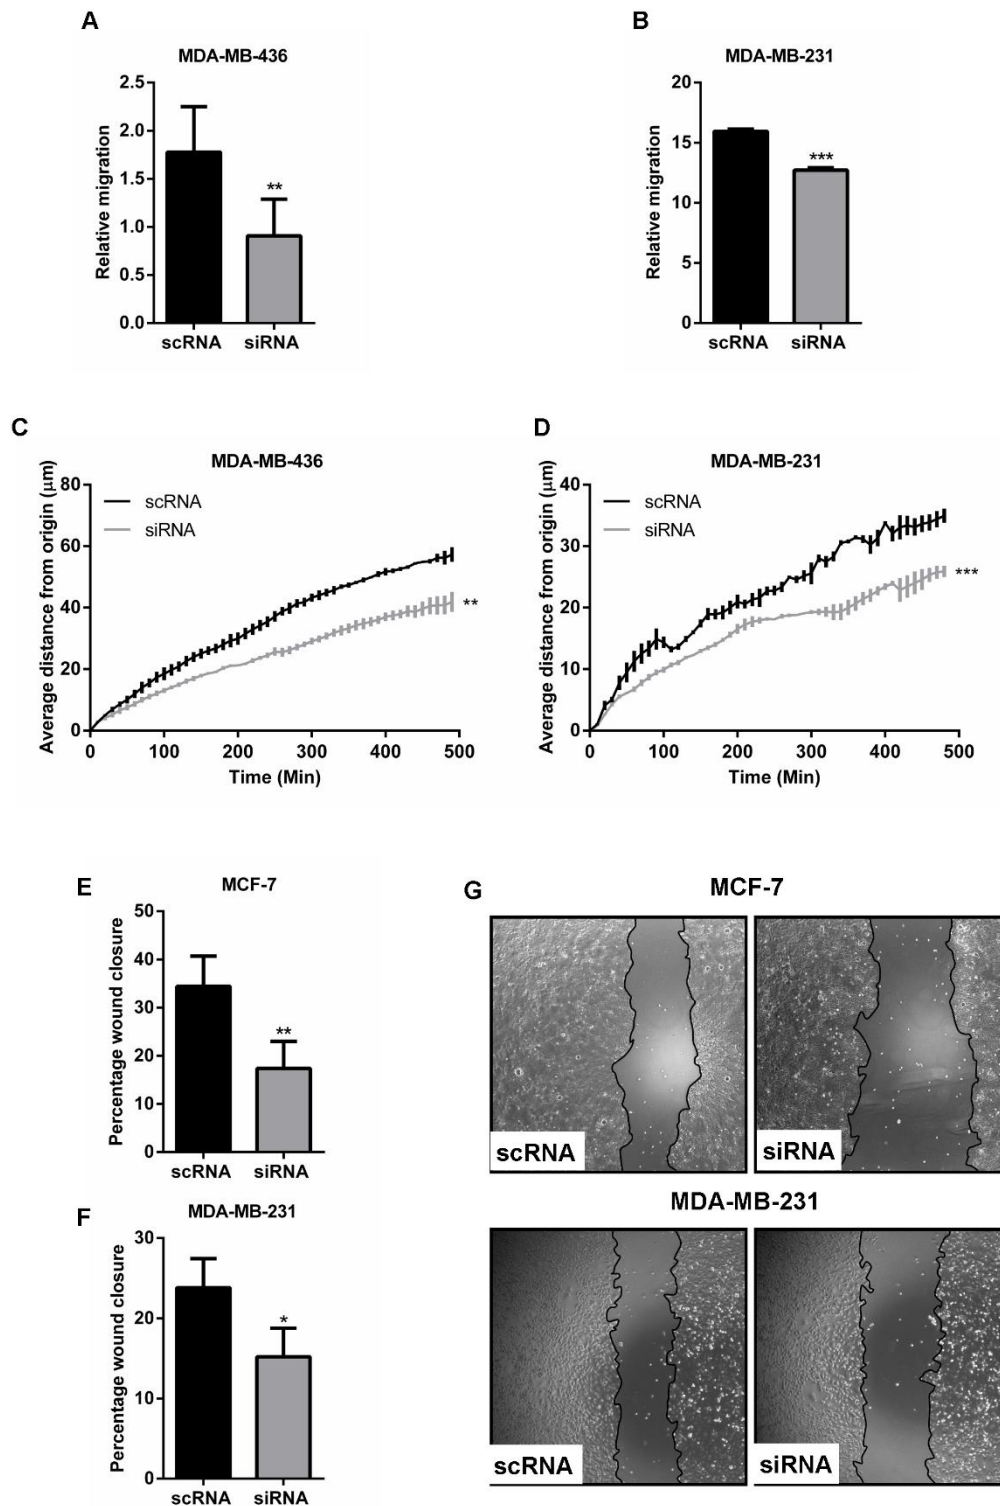 A
MDA-MB-436
Relative migration
2.5
2.0
1.5
1.0
0.5
0.0
**
scRNA siRNA
B
MDA-MB-231
Relative migration
20
15
10
5
0
***
scRNA siRNA
C
MDA-MB-436
Average distance from origin (μm)
80
60
40
20
0
scRNA
siRNA
**
0 100 200 300 400 500
Time (Min)
D
MDA-MB-231
Average distance from origin (μm)
40
30
20
10
0
scRNA
siRNA
***
0 100 200 300 400 500
Time (Min)
E
MCF-7
Percentage wound closure
50
40
30
20
10
0
**
scRNA siRNA
F
MDA-MB-231
Percentage wound closure
30
20
10
0
*
scRNA siRNA
G
MCF-7
scRNA
siRNA
MDA-MB-231
scRNA
siRNA